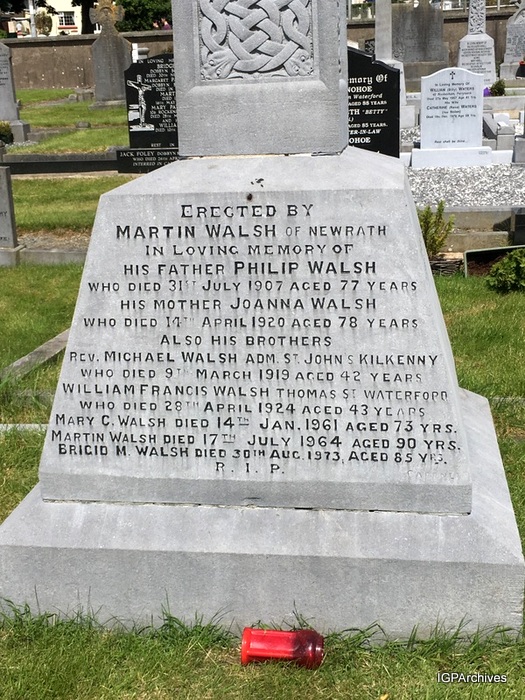 ERECTED BY
MARTIN WALSH OF NEWRATH
IN LOVING MEMORY OF
HIS FATHER PHILIP WALSH
WHO DIED 31ST JULY 1907 AGED 77 YEARS
HIS MOTHER JOANNA WALSH
WHO DIED 14TH APRIL 1920 AGED 78 YEARS
ALSO HIS BROTHERS
REV. MICHAEL WALSH ADM. ST. JOHN'S KILKENNY
WHO DIED 9TH MARCH 1919 AGED 42 YEARS
WILLIAM FRANCIS WALSH THOMAS ST WATERFORD
WHO DIED 28TH APRIL 1924 AGED 43 YEARS
MARY C. WALSH DIED 14TH JAN. 1961 AGED 73 YRS.
MARTIN WALSH DIED 17TH JULY 1964 AGED 90 YRS.
BRIGID M. WALSH DIED 30TH AUG. 1973, AGED 85 YRS.
R. I. P.
IGPArchives